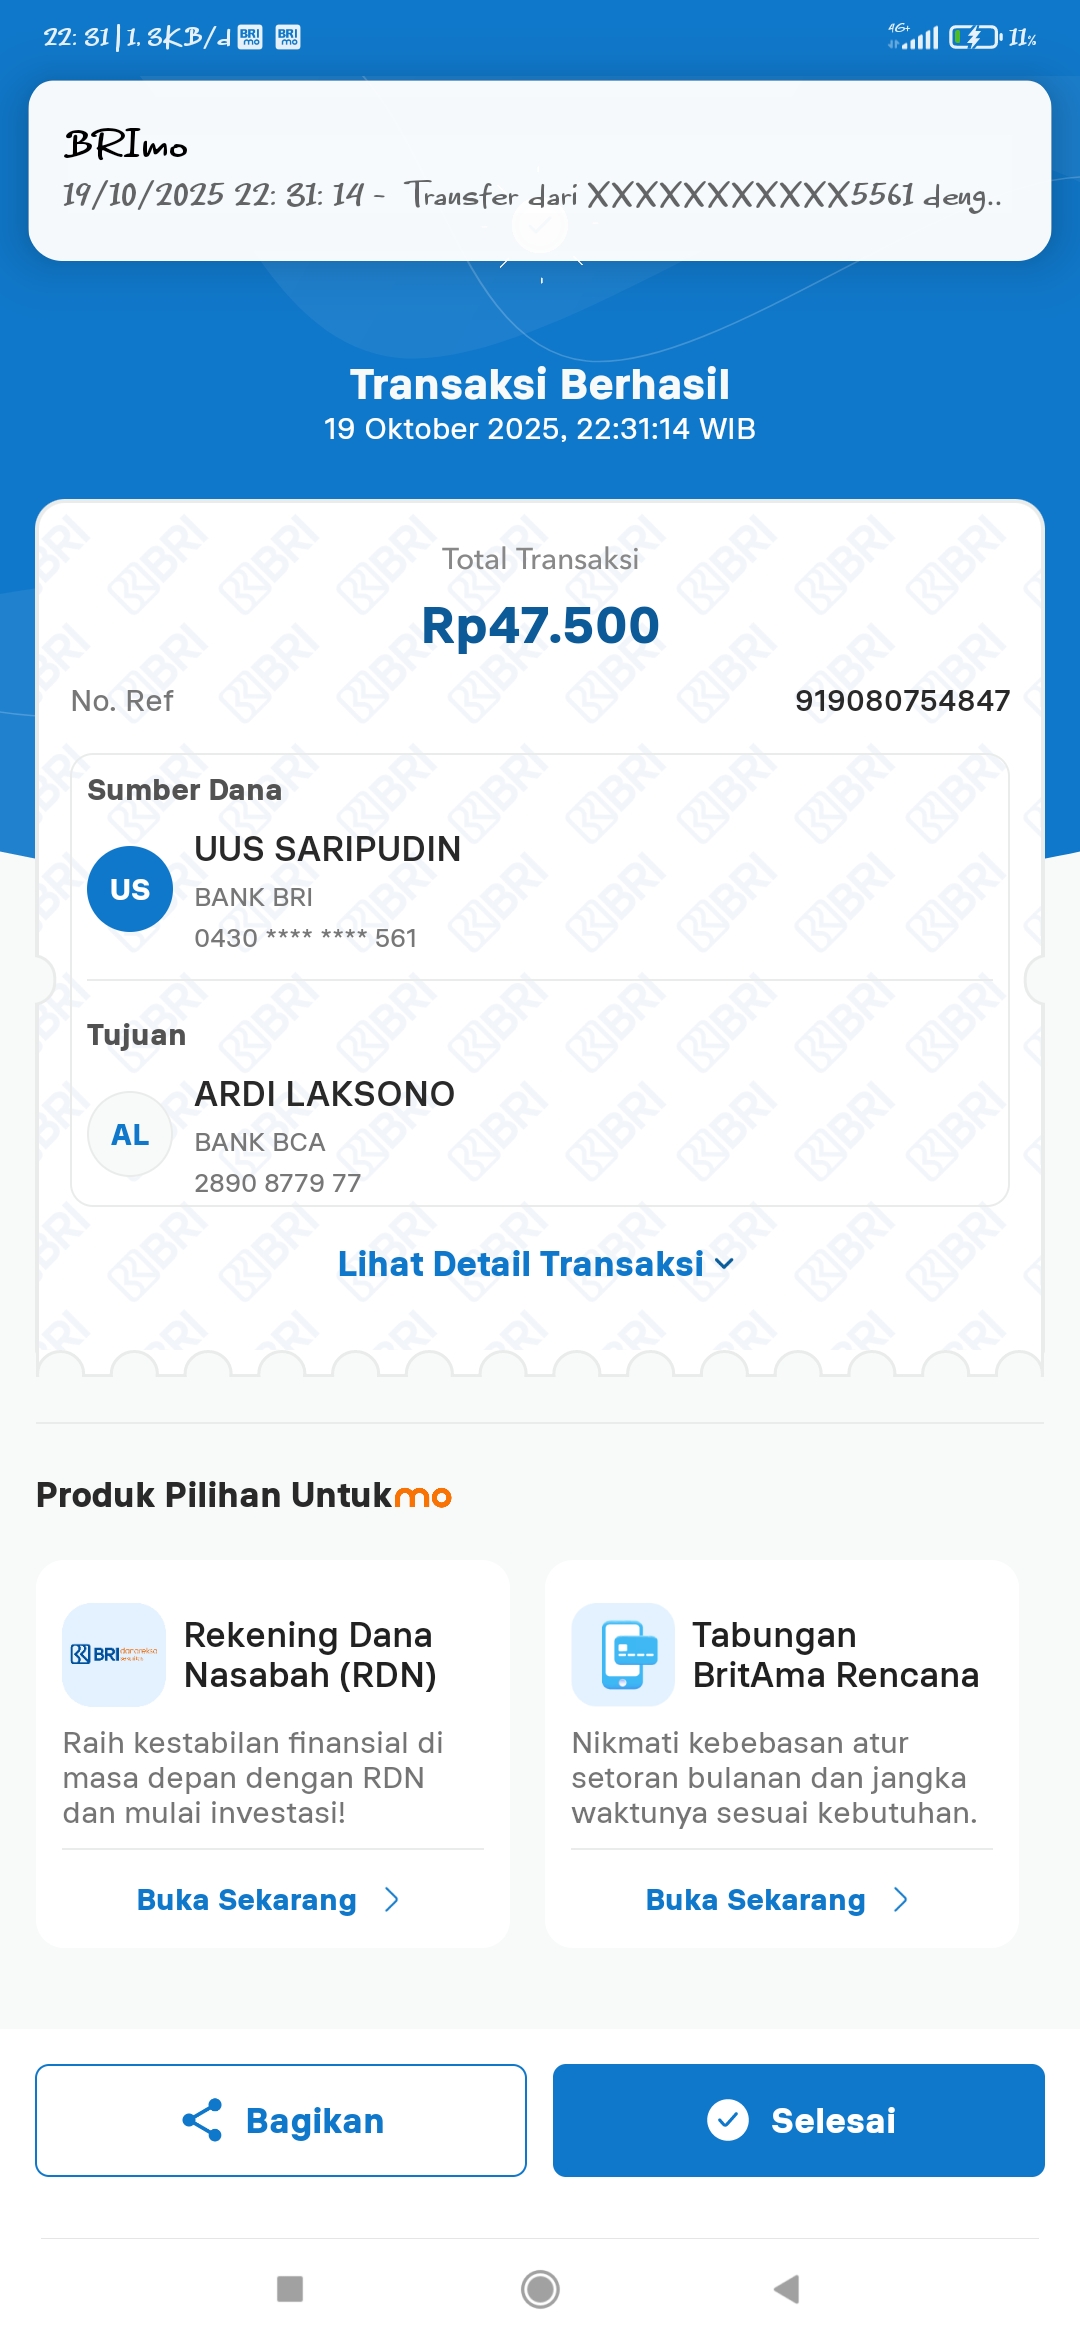 22: 31 | 1, 3KB/d BRI mo BRI mo 4G+ 11%
BRImo
19/10/2025 22: 31: 14 - Transfer dari XXXXXXXXXXX5561 deng..
Transaksi Berhasil
19 Oktober 2025, 22:31:14 WIB
Total Transaksi
Rp47.500
No. Ref 919080754847
Sumber Dana
UUS SARIPUDIN
US
BANK BRI
0430 **** **** 561
Tujuan
ARDI LAKSONO
AL
BANK BCA
2890 8779 77
Lihat Detail Transaksi
Produk Pilihan Untukmo
BRI danareksa sekuritas
Rekening Dana
Nasabah (RDN)
Raih kestabilan finansial di
masa depan dengan RDN
dan mulai investasi!
Buka Sekarang
Tabungan
BritAma Rencana
Nikmati kebebasan atur
setoran bulanan dan jangka
waktunya sesuai kebutuhan.
Buka Sekarang
Bagikan
Selesai